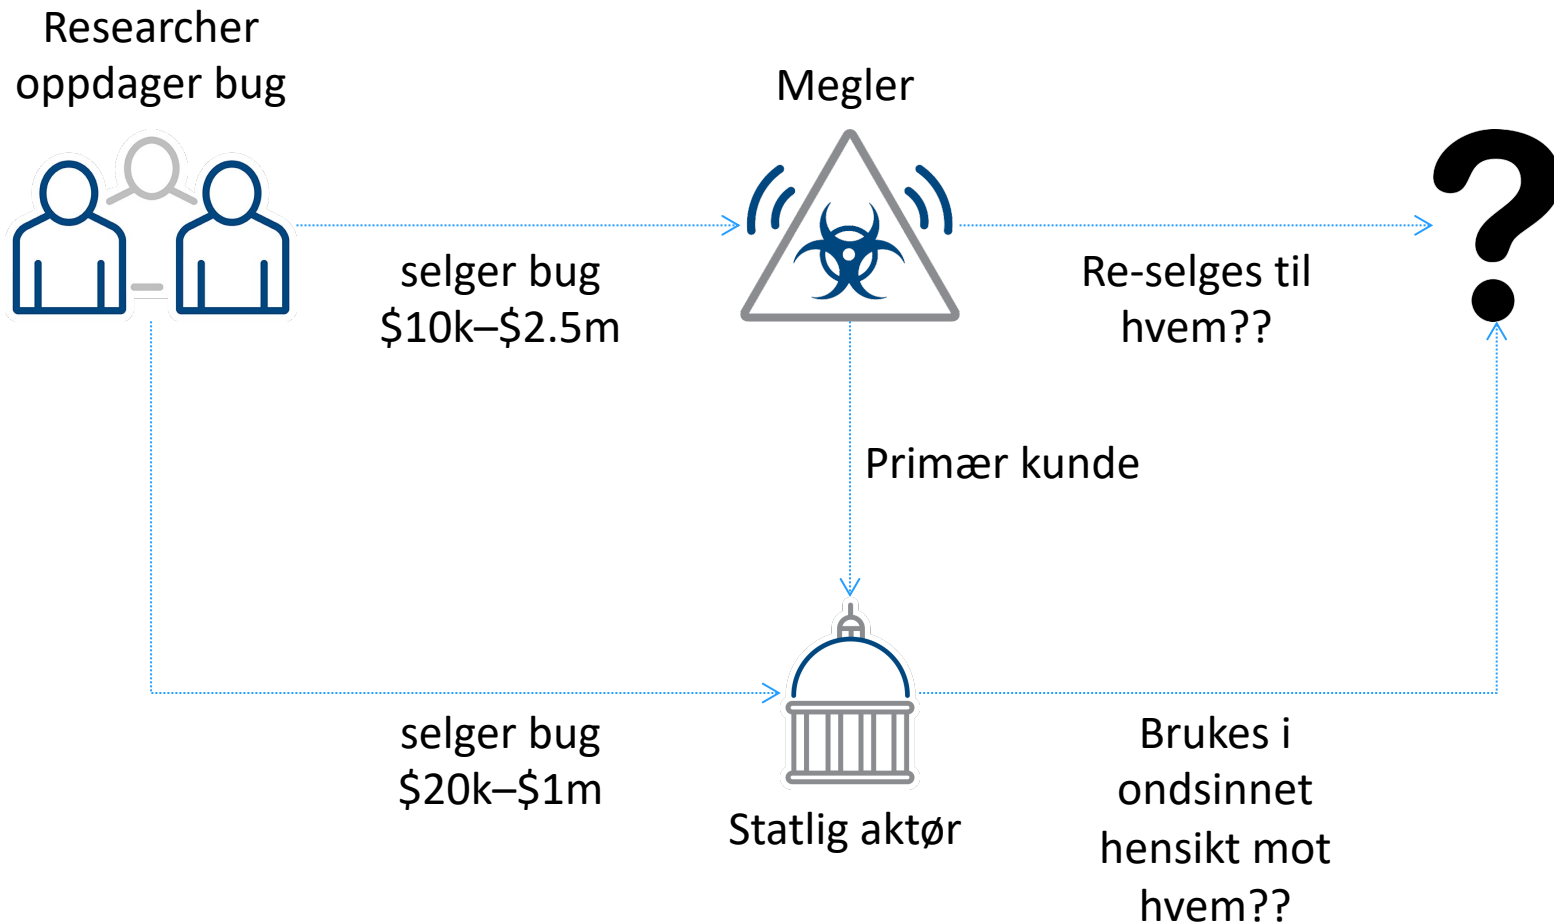 Researcher
oppdager bug
Megler
selger bug
$10k–$2.5m
Re-selges til
hvem??
Primær kunde
selger bug
$20k–$1m
Statlig aktør
Brukes i
ondsinnet
hensikt mot
hvem??
?